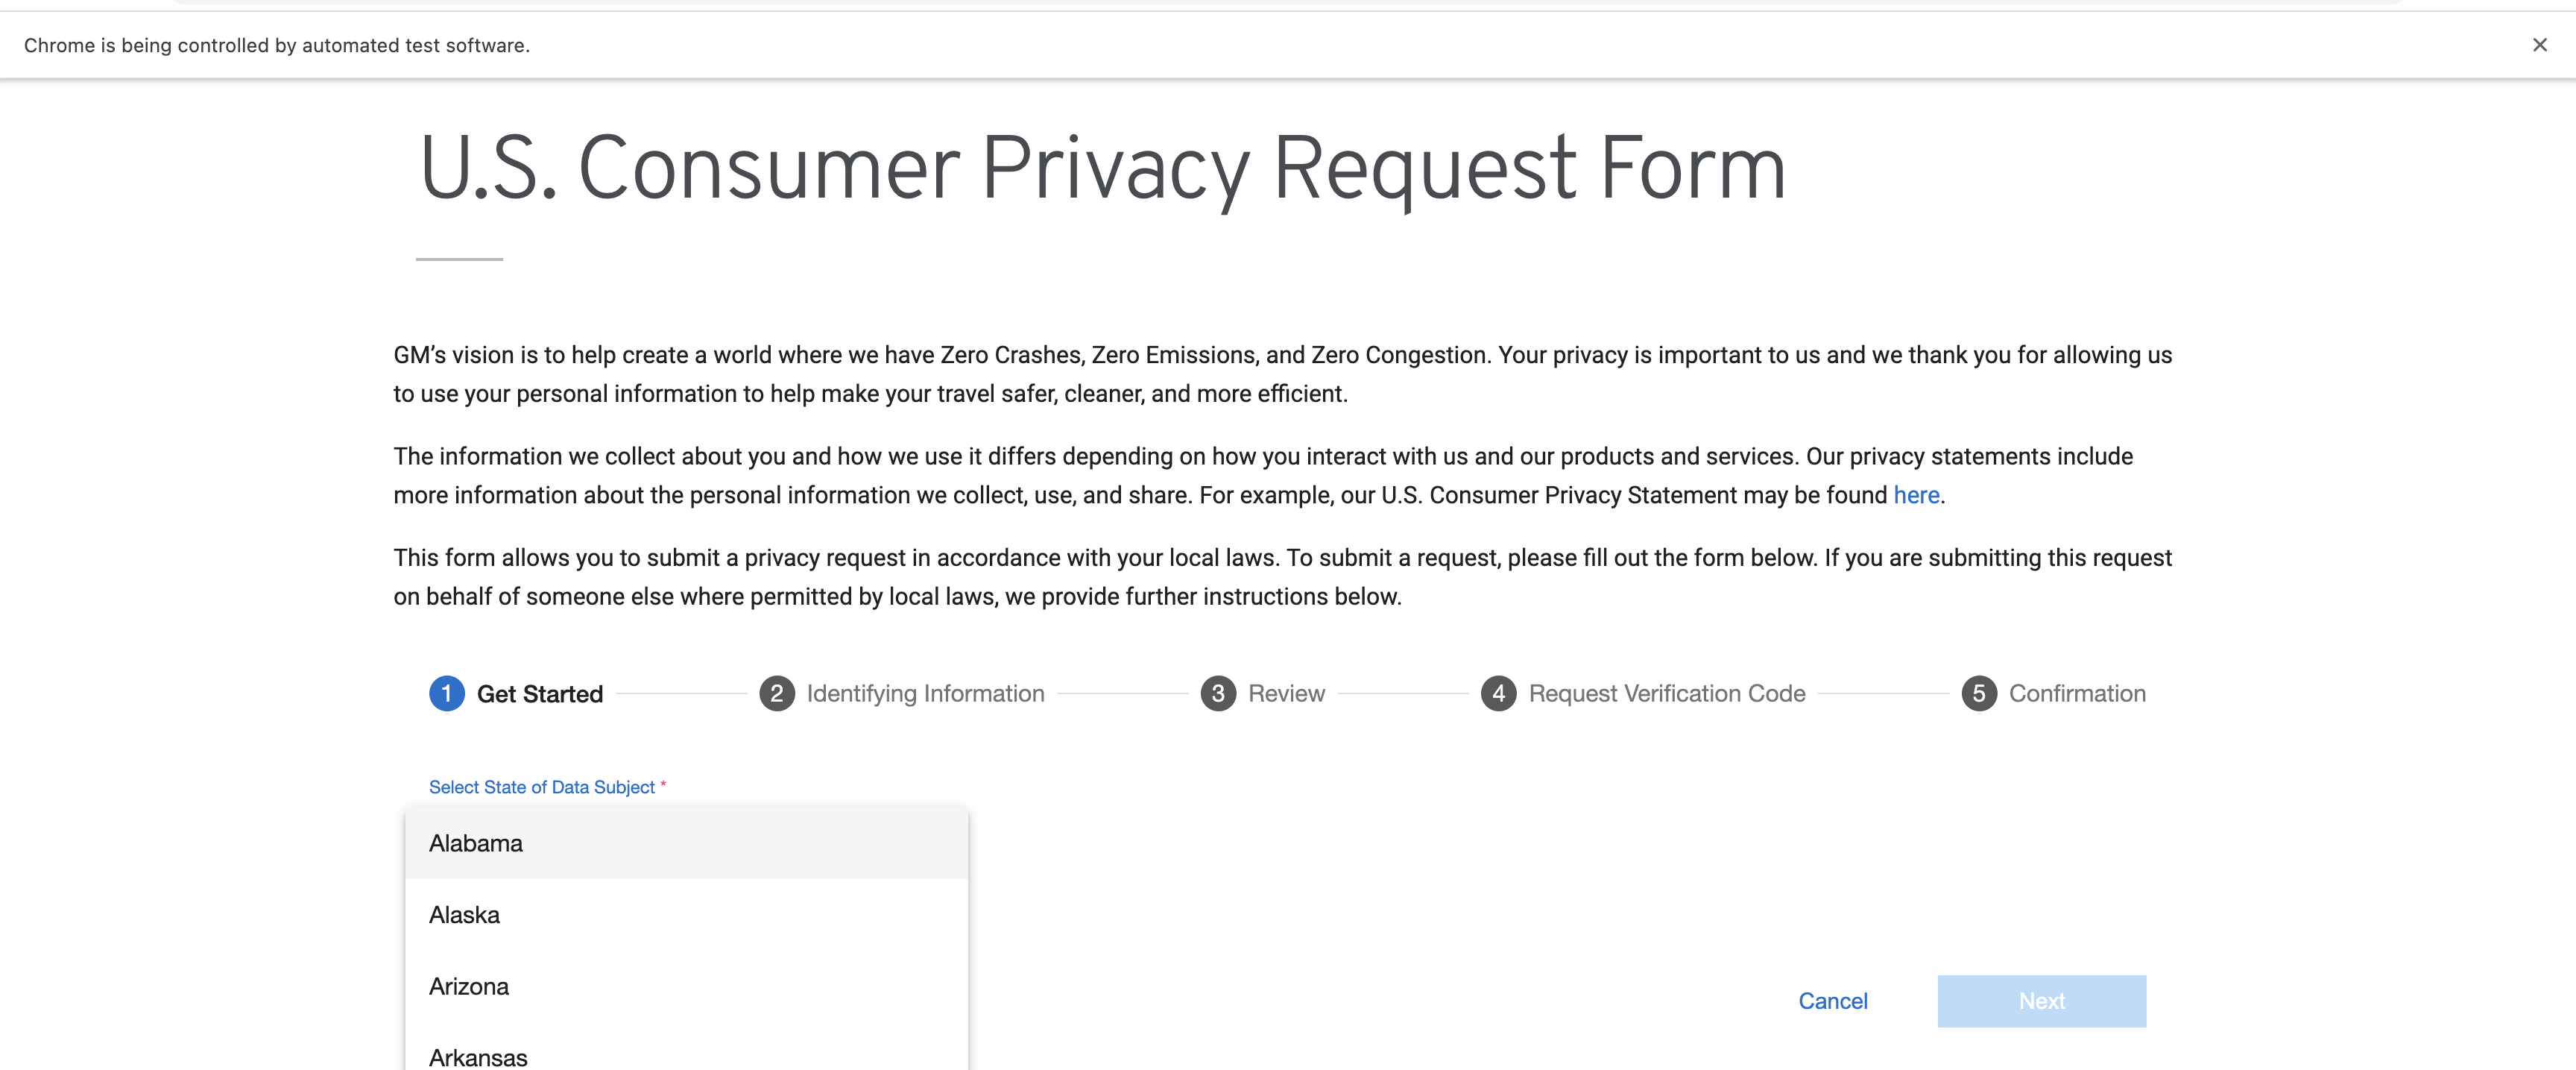 Chrome is being controlled by automated test software.
U.S. Consumer Privacy Request Form
GM’s vision is to help create a world where we have Zero Crashes, Zero Emissions, and Zero Congestion. Your privacy is important to us and we thank you for allowing us
to use your personal information to help make your travel safer, cleaner, and more efficient.
The information we collect about you and how we use it differs depending on how you interact with us and our products and services. Our privacy statements include
more information about the personal information we collect, use, and share. For example, our U.S. Consumer Privacy Statement may be found here.
This form allows you to submit a privacy request in accordance with your local laws. To submit a request, please fill out the form below. If you are submitting this request
on behalf of someone else where permitted by local laws, we provide further instructions below.
1 Get Started 2 Identifying Information 3 Review 4 Request Verification Code 5 Confirmation
Select State of Data Subject *
Alabama
Alaska
Arizona
Cancel Next
Arkansas